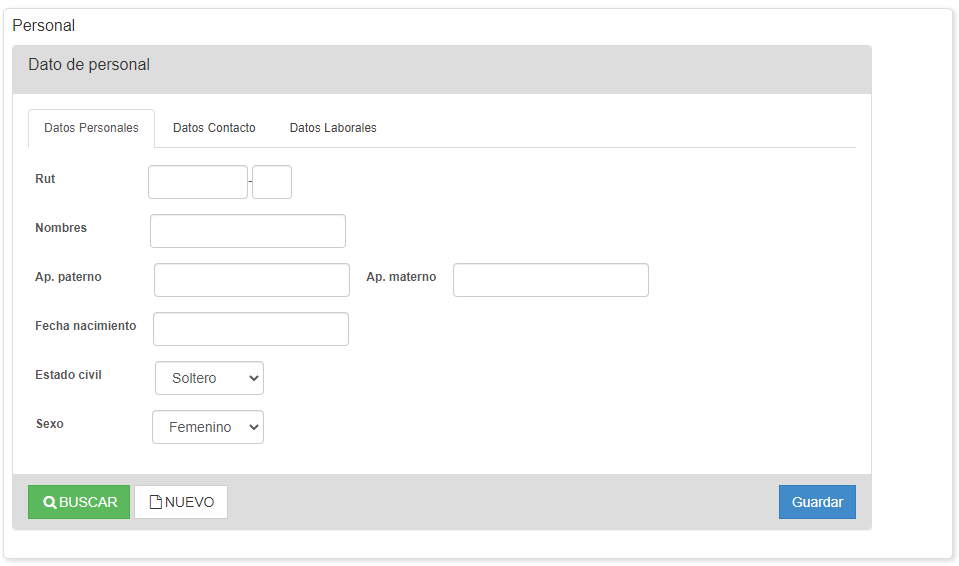 Personal
Dato de personal
Datos Personales Datos Contacto Datos Laborales
Rut -
Nombres
Ap. paterno Ap. materno
Fecha nacimiento
Estado civil Soltero
Sexo Femenino
BUSCAR NUEVO Guardar